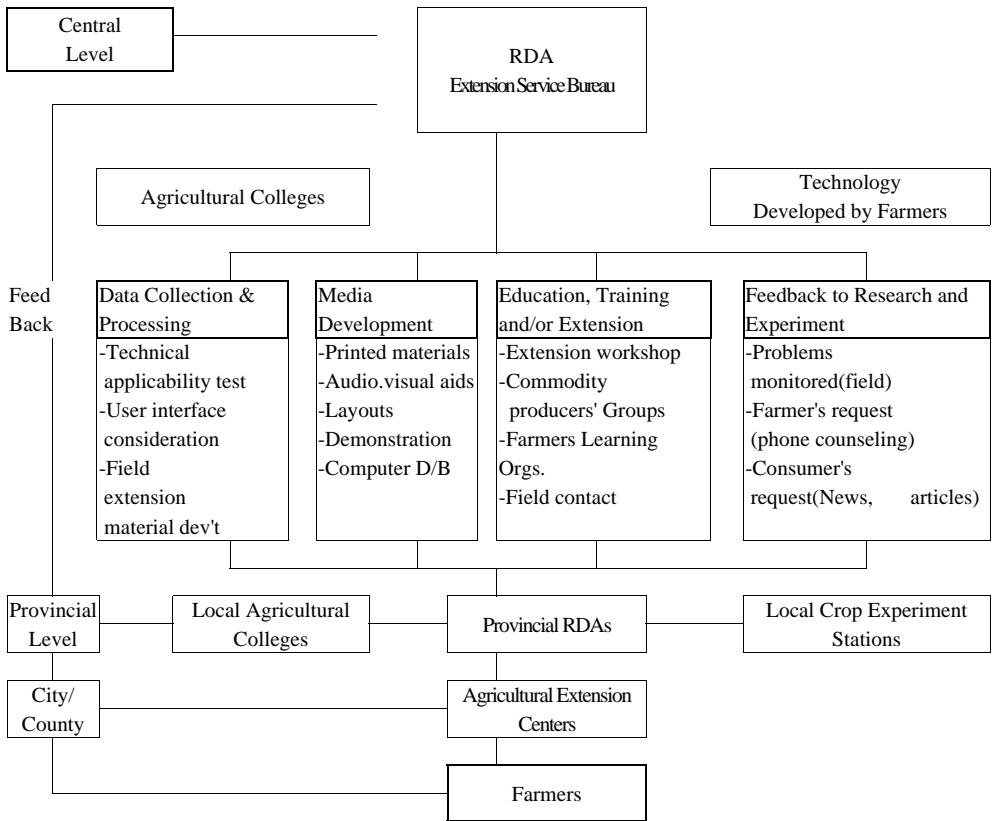 Central
Level
RDA
Extension Service Bureau
Agricultural Colleges
Technology
Developed by Farmers
Feed
Back
Data Collection &
Processing
-Technical
applicability test
-User interface
consideration
-Field
extension
material dev't
Media
Development
-Printed materials
-Audio.visual aids
-Layouts
-Demonstration
-Computer D/B
Education, Training
and/or Extension
-Extension workshop
-Commodity
producers' Groups
-Farmers Learning
Orgs.
-Field contact
Feedback to Research and
Experiment
-Problems
monitored(field)
-Farmer's request
(phone counseling)
-Consumer's
request(News, articles)
Provincial
Level
Local Agricultural
Colleges
Provincial RDAs
Local Crop Experiment
Stations
City/
County
Agricultural Extension
Centers
Farmers